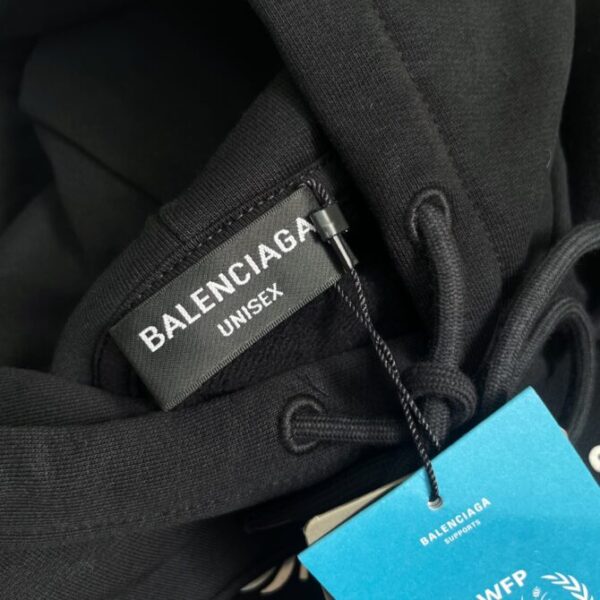 BALENCIAGA
UNISEX
BALENCIAGA
SUPPORTS
WFP